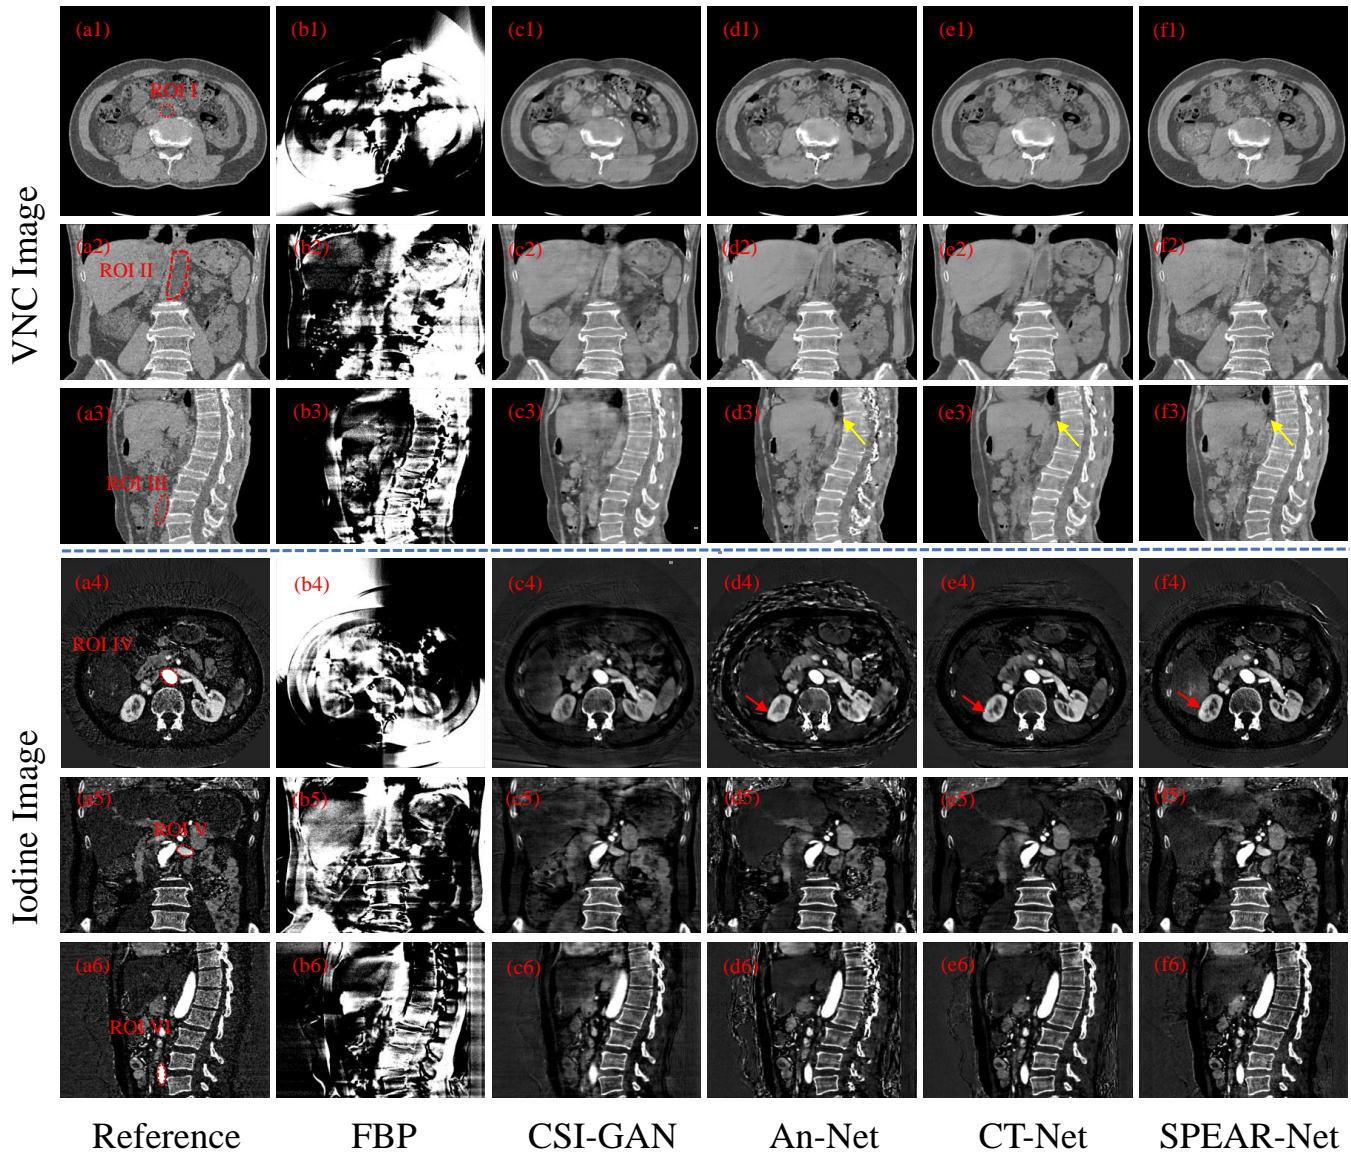 VNC Image
(a1) (b1) (c1) (d1) (e1) (f1)
ROI I
(a2) (b2) (c2) (d2) (e2) (f2)
ROI II
(a3) (b3) (c3) (d3) (e3) (f3)
ROI III
Iodine Image
(a4) (b4) (c4) (d4) (e4) (f4)
ROI IV
(a5) (b5) (c5) (d5) (e5) (f5)
ROI V
(a6) (b6) (c6) (d6) (e6) (f6)
ROI VI
Reference FBP CSI-GAN An-Net CT-Net SPEAR-Net